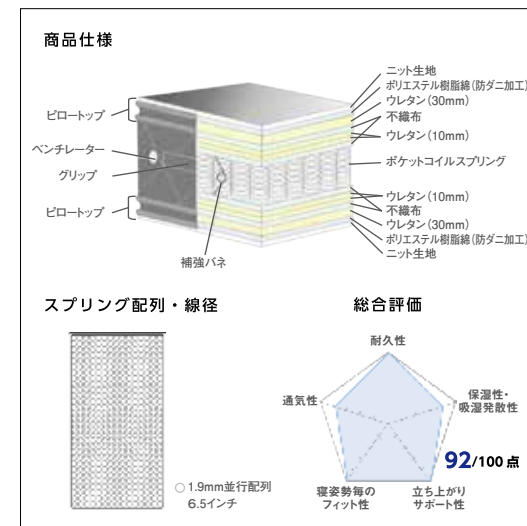 商品仕様
ニット生地
ポリエステル樹脂綿(防ダニ加工)
ウレタン(30mm)
不織布
ウレタン(10mm)
ポケットコイルスプリング
ウレタン(10mm)
不織布
ウレタン(30mm)
ポリエステル樹脂綿(防ダニ加工)
ニット生地
ピロートップ
ベンチレーター
グリップ
ピロートップ
補強バネ
スプリング配列・線径
○1.9mm並行配列
6.5インチ
総合評価
耐久性
通気性
保湿性・
吸湿発散性
92/100点
寝姿勢毎の
フィット性
立ち上がり
サポート性